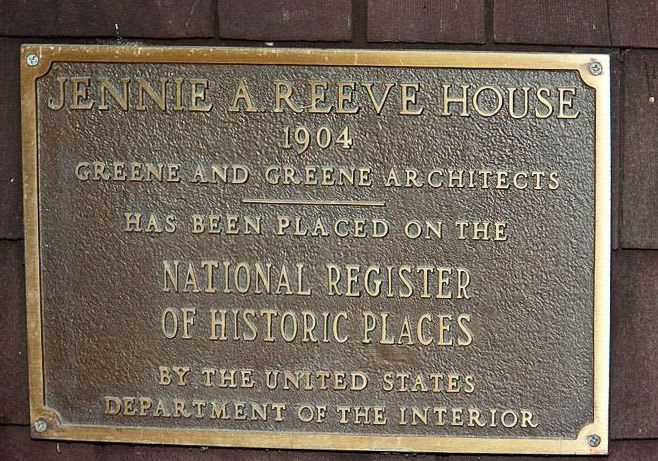 JENNIE A. REEVE HOUSE
1904
GREENE AND GREENE ARCHITECTS
HAS BEEN PLACED ON THE
NATIONAL REGISTER
OF HISTORIC PLACES
BY THE UNITED STATES
DEPARTMENT OF THE INTERIOR